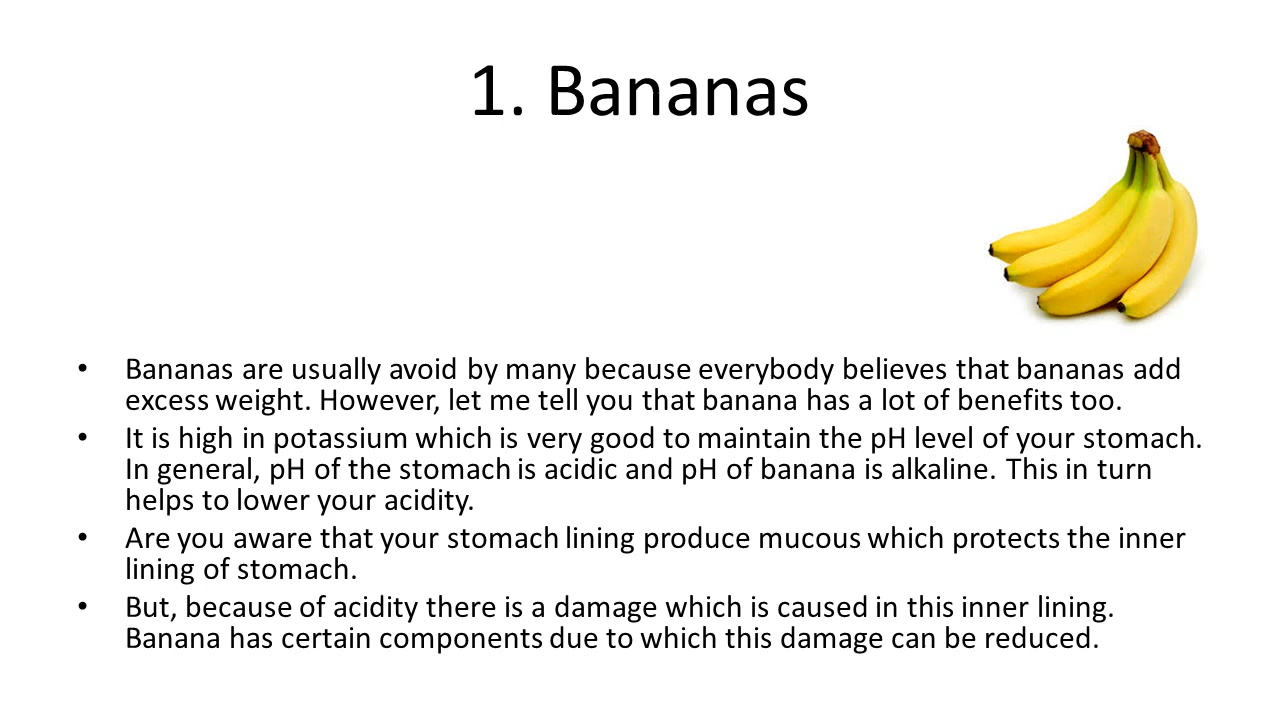 1. Bananas
• Bananas are usually avoid by many because everybody believes that bananas add
excess weight. However, let me tell you that banana has a lot of benefits too.
• It is high in potassium which is very good to maintain the pH level of your stomach.
In general, pH of the stomach is acidic and pH of banana is alkaline. This in turn
helps to lower your acidity.
• Are you aware that your stomach lining produce mucous which protects the inner
lining of stomach.
• But, because of acidity there is a damage which is caused in this inner lining.
Banana has certain components due to which this damage can be reduced.